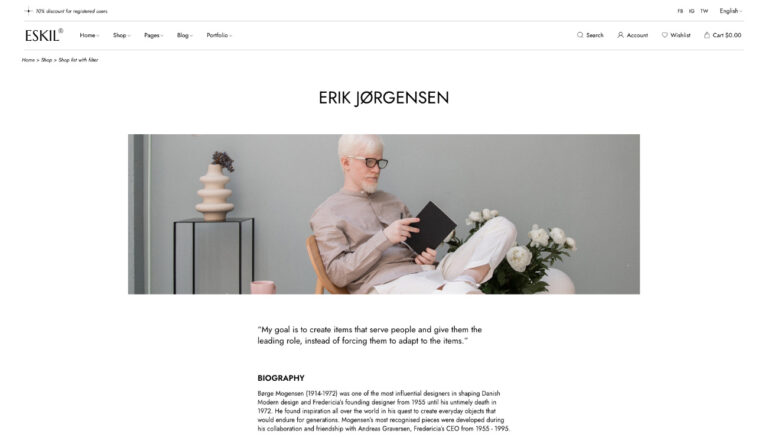 10% discount for registered users
FB IG TW English
ESKIL®
Home Shop Pages Blog Portfolio
Search Account Wishlist Cart $0.00
Home > Shop > Shop list with filter
ERIK JØRGENSEN
“My goal is to create items that serve people and give them the
leading role, instead of forcing them to adapt to the items.”
BIOGRAPHY
Børge Mogensen (1914-1972) was one of the most influential designers in shaping Danish
Modern design and Fredericia’s founding designer from 1955 until his untimely death in
1972. He found inspiration all over the world in his quest to create everyday objects that
would endure for generations. Mogensen’s most recognised pieces were developed during
his collaboration and friendship with Andreas Graversen, Fredericia’s CEO from 1955 - 1995.